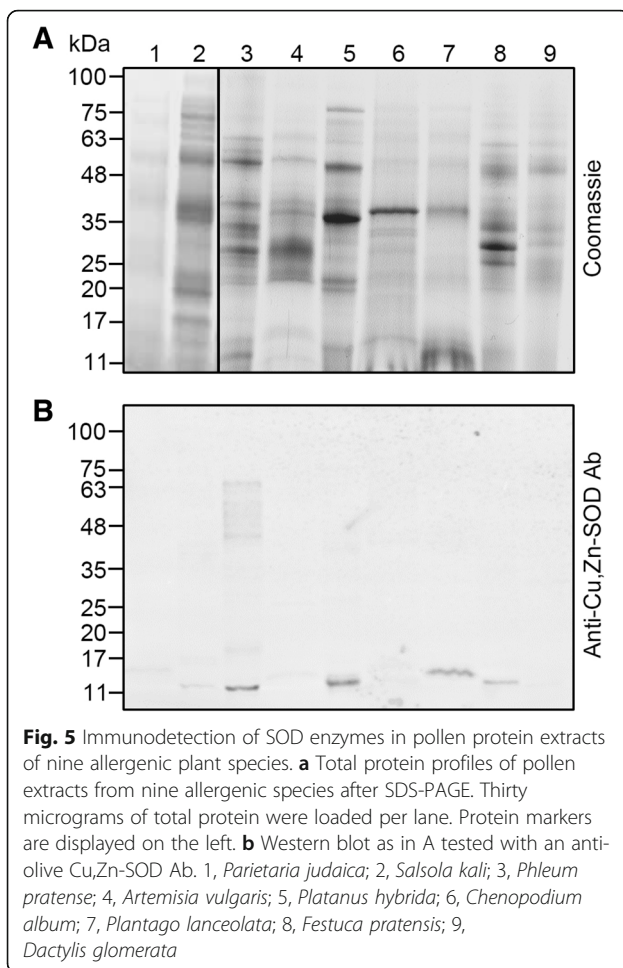 A kDa 1 2 3 4 5 6 7 8 9
100
75
63
48
35
25
20
17
11
Coomassie
B
100
75
63
48
35
25
20
17
11
Anti-Cu,Zn-SOD Ab
Fig. 5 Immunodetection of SOD enzymes in pollen protein extracts
of nine allergenic plant species. a Total protein profiles of pollen
extracts from nine allergenic species after SDS-PAGE. Thirty
micrograms of total protein were loaded per lane. Protein markers
are displayed on the left. b Western blot as in A tested with an anti-
olive Cu,Zn-SOD Ab. 1, Parietaria judaica; 2, Salsola kali; 3, Phleum
pratense; 4, Artemisia vulgaris; 5, Platanus hybrida; 6, Chenopodium
album; 7, Plantago lanceolata; 8, Festuca pratensis; 9,
Dactylis glomerata